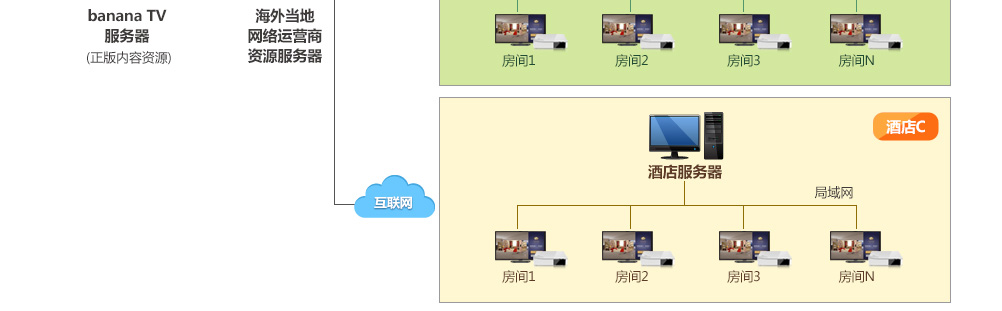 banana TV
服务器
(正版内容资源)
海外当地
网络运营商
资源服务器
房间1
房间2
房间3
房间N
酒店C
酒店服务器
互联网
局域网
房间1
房间2
房间3
房间N